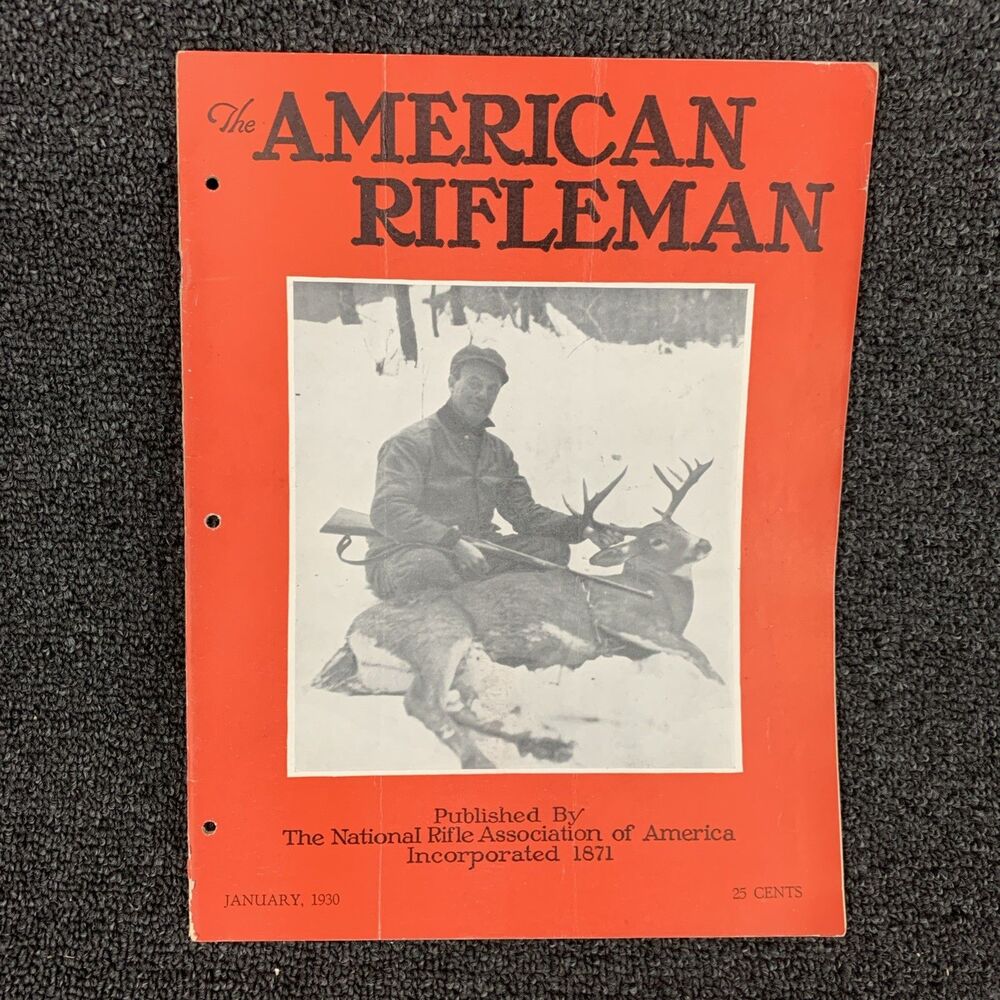 The AMERICAN
RIFLEMAN
Published By
The National Rifle Association of America
Incorporated 1871
JANUARY, 1930
25 CENTS